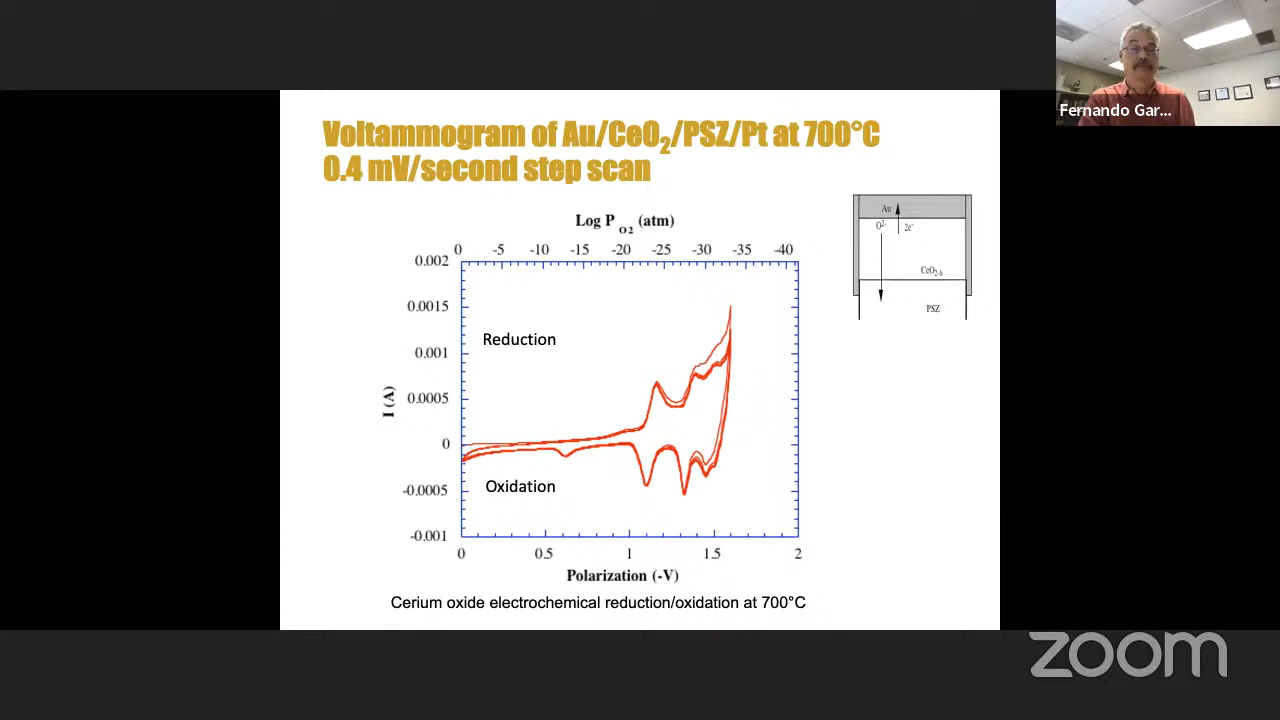 Fernando Gar...
Voltammogram of Au/CeO₂/PSZ/Pt at 700°C
0.4 mV/second step scan
Log P O2 (atm)
0 -5 -10 -15 -20 -25 -30 -35 -40
0.002
0.0015
0.001
0.0005
0
-0.0005
-0.001
I (A)
Reduction
Oxidation
0 0.5 1 1.5 2
Polarization (-V)
Au
O²⁻ 2e⁻
CeO₂₋δ
PSZ
Cerium oxide electrochemical reduction/oxidation at 700°C
zoom